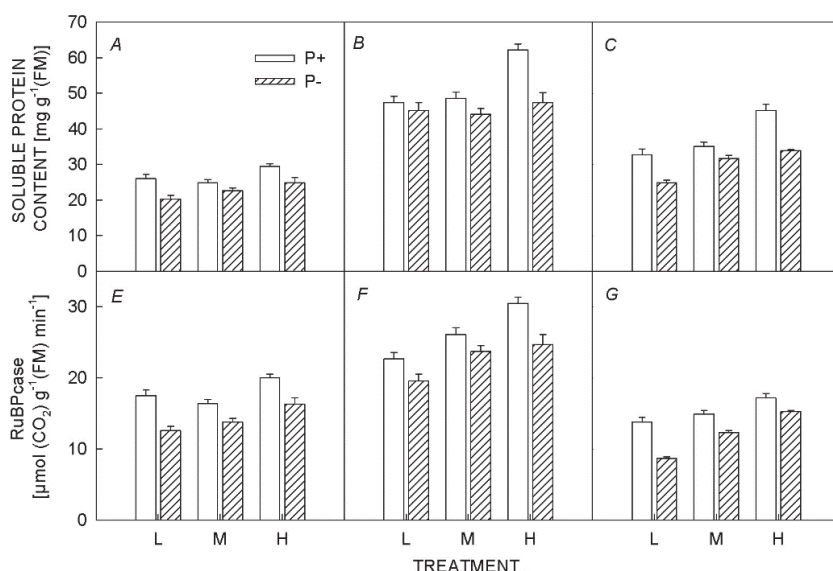 A
B
C
P+
P-
SOLUBLE PROTEIN
CONTENT [mg g⁻¹(FM)]
70
60
50
40
30
20
10
0
E
F
G
RuBPcase
[µmol (CO₂) g⁻¹(FM) min⁻¹]
30
20
10
0
L M H L M H L M H
TREATMENT